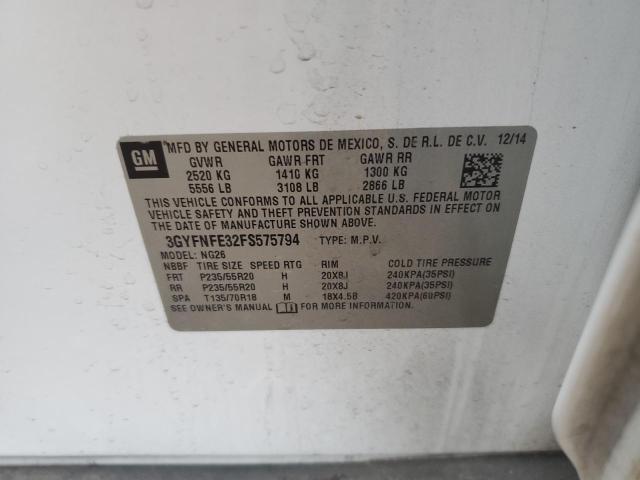 GM
MFD BY GENERAL MOTORS DE MEXICO, S. DE R.L. DE C.V. 12/14
GVWR GAWR FRT GAWR RR
2520 KG 1410 KG 1300 KG
5556 LB 3108 LB 2866 LB
THIS VEHICLE CONFORMS TO ALL APPLICABLE U.S. FEDERAL MOTOR
VEHICLE SAFETY AND THEFT PREVENTION STANDARDS IN EFFECT ON
THE DATE OF MANUFACTURE SHOWN ABOVE.
3GYFNFE32FS575794 TYPE: M.P.V.
MODEL: NG26
NBBF TIRE SIZE SPEED RTG RIM COLD TIRE PRESSURE
FRT P235/55R20 H 20X8J 240KPA(35PSI)
RR P235/55R20 H 20X8J 240KPA(35PSI)
SPA T135/70R18 M 18X4.5B 420KPA(60PSI)
SEE OWNER'S MANUAL FOR MORE INFORMATION.